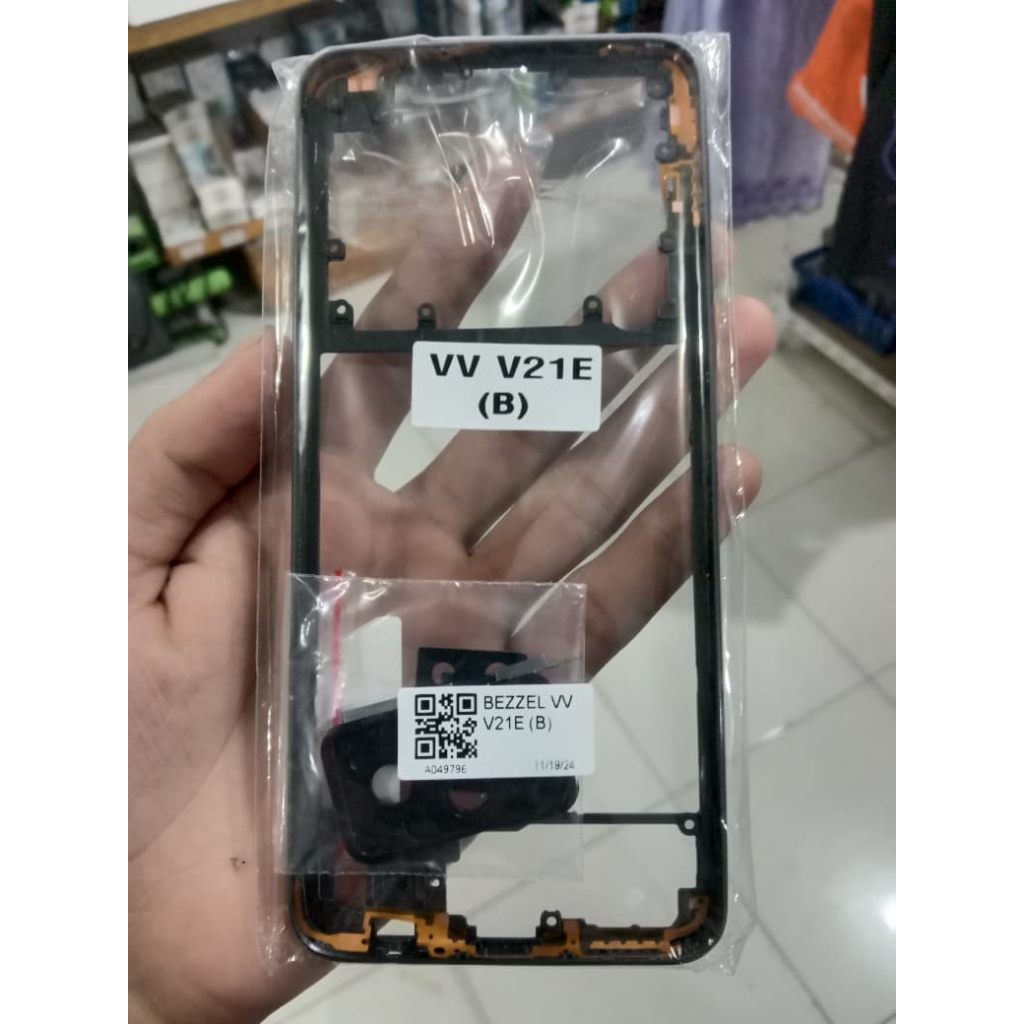 VV V21E
(B)
BEZZEL VV
V21E (B)
A049796
11/19/24